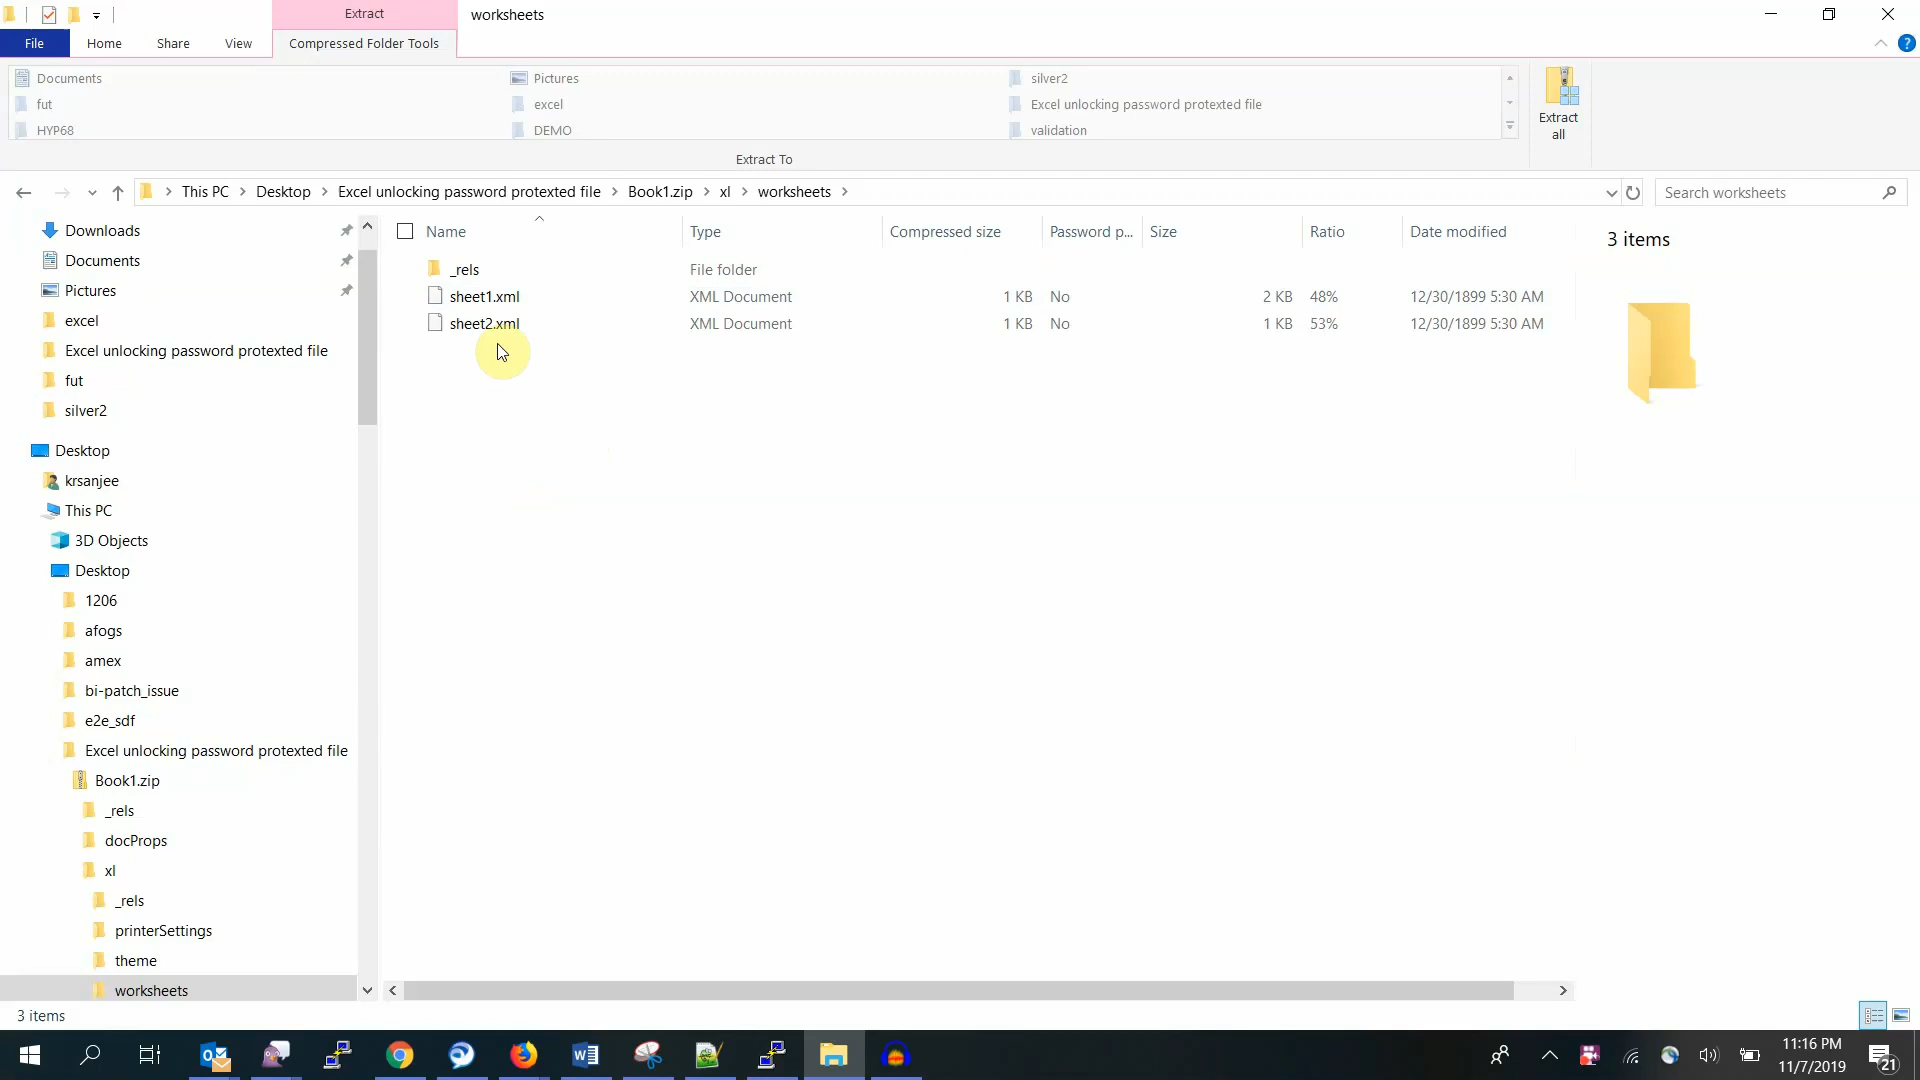 Extract
worksheets
File
Home
Share
View
Compressed Folder Tools
?
Documents
Pictures
silver2
fut
excel
Excel unlocking password protexted file
HYP68
DEMO
validation
Extract all
Extract To
This PC
Desktop
Excel unlocking password protexted file
Book1.zip
xl
worksheets
Search worksheets
Downloads
Documents
Pictures
excel
Excel unlocking password protexted file
fut
silver2
Desktop
krsanjee
This PC
3D Objects
Desktop
1206
afogs
amex
bi-patch_issue
e2e_sdf
Excel unlocking password protexted file
Book1.zip
_rels
docProps
xl
_rels
printerSettings
theme
worksheets
Name Type Compressed size Password p... Size Ratio Date modified
_rels File folder
sheet1.xml XML Document 1 KB No 2 KB 48% 12/30/1899 5:30 AM
sheet2.xml XML Document 1 KB No 1 KB 53% 12/30/1899 5:30 AM
3 items
3 items
11:16 PM
11/7/2019
21